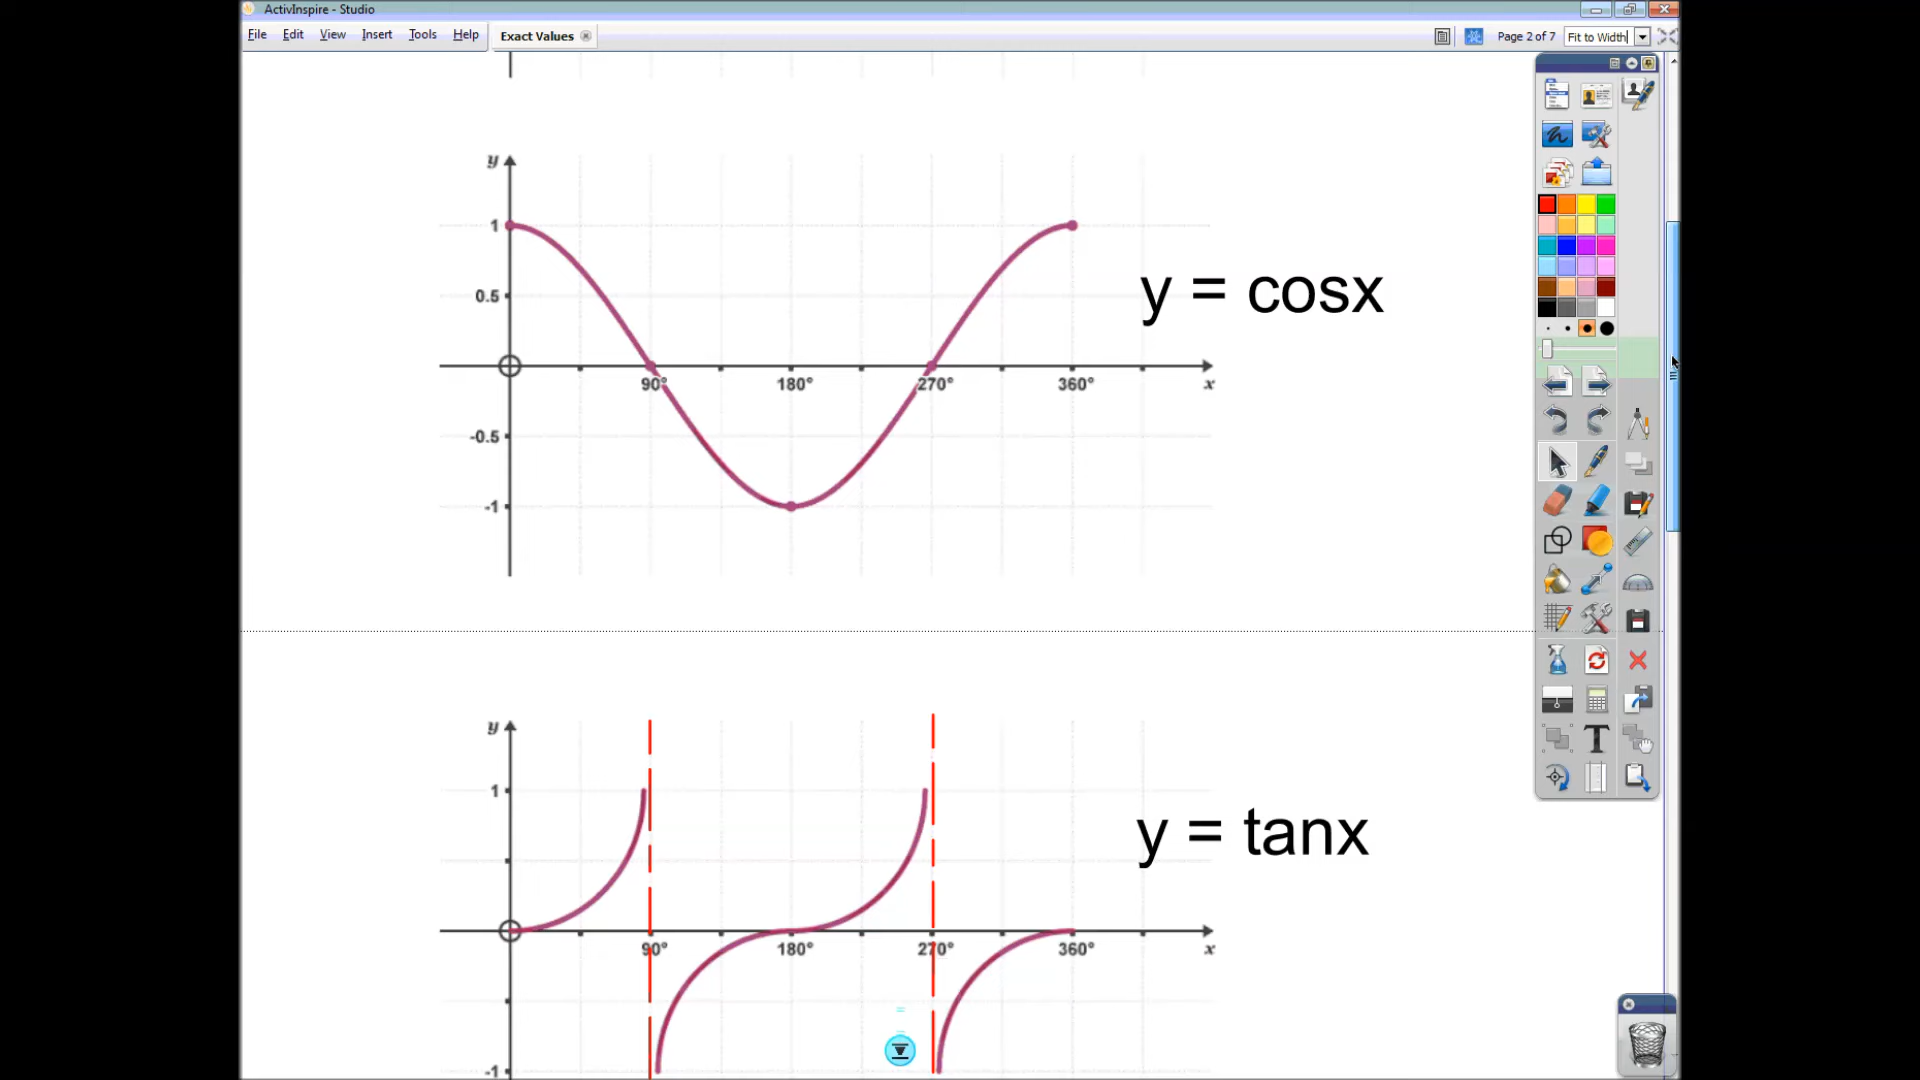 ActivInspire - Studio
File Edit View Insert Tools Help
Exact Values
Page 2 of 7
Fit to Width
y
1
0.5
-0.5
-1
90°
180°
270°
360°
x
y = cosx
y
1
-1
90°
180°
270°
360°
x
y = tanx